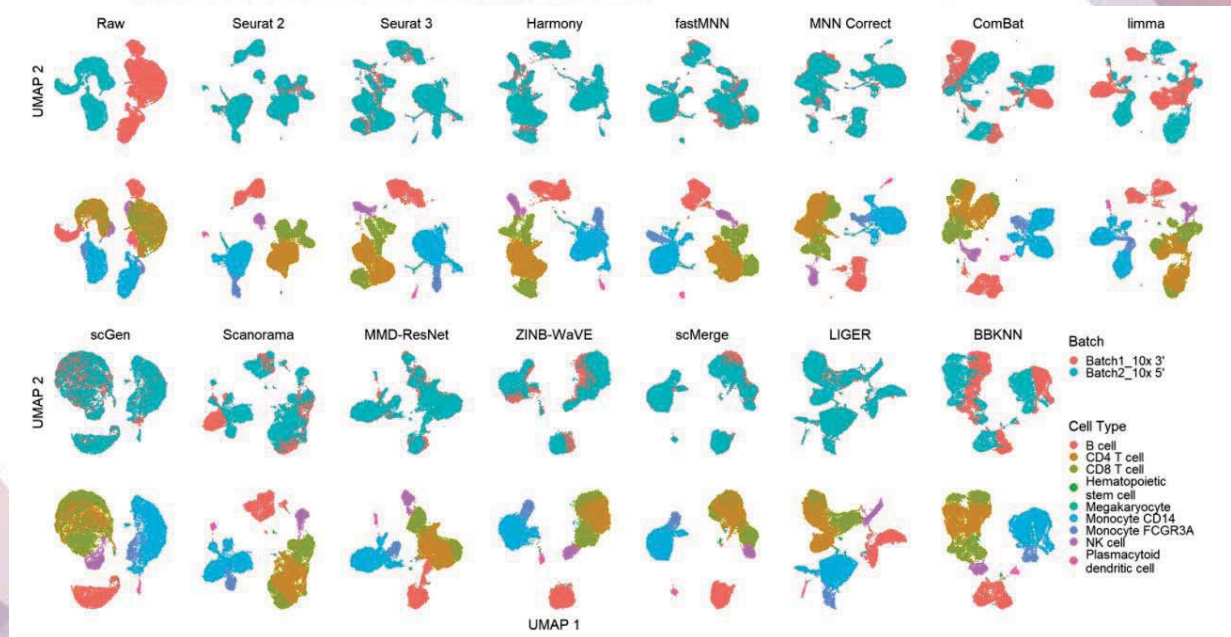 Raw Seurat 2 Seurat 3 Harmony fastMNN MNN Correct ComBat limma
UMAP 2
scGen Scanorama MMD-ResNet ZINB-WaVE scMerge LIGER BBKNN
UMAP 2
Batch
Batch1_10x 3'
Batch2_10x 5'
Cell Type
B cell
CD4 T cell
CD8 T cell
Hematopoietic
stem cell
Megakaryocyte
Monocyte CD14
Monocyte FCGR3A
NK cell
Plasmacytoid
dendritic cell
UMAP 1